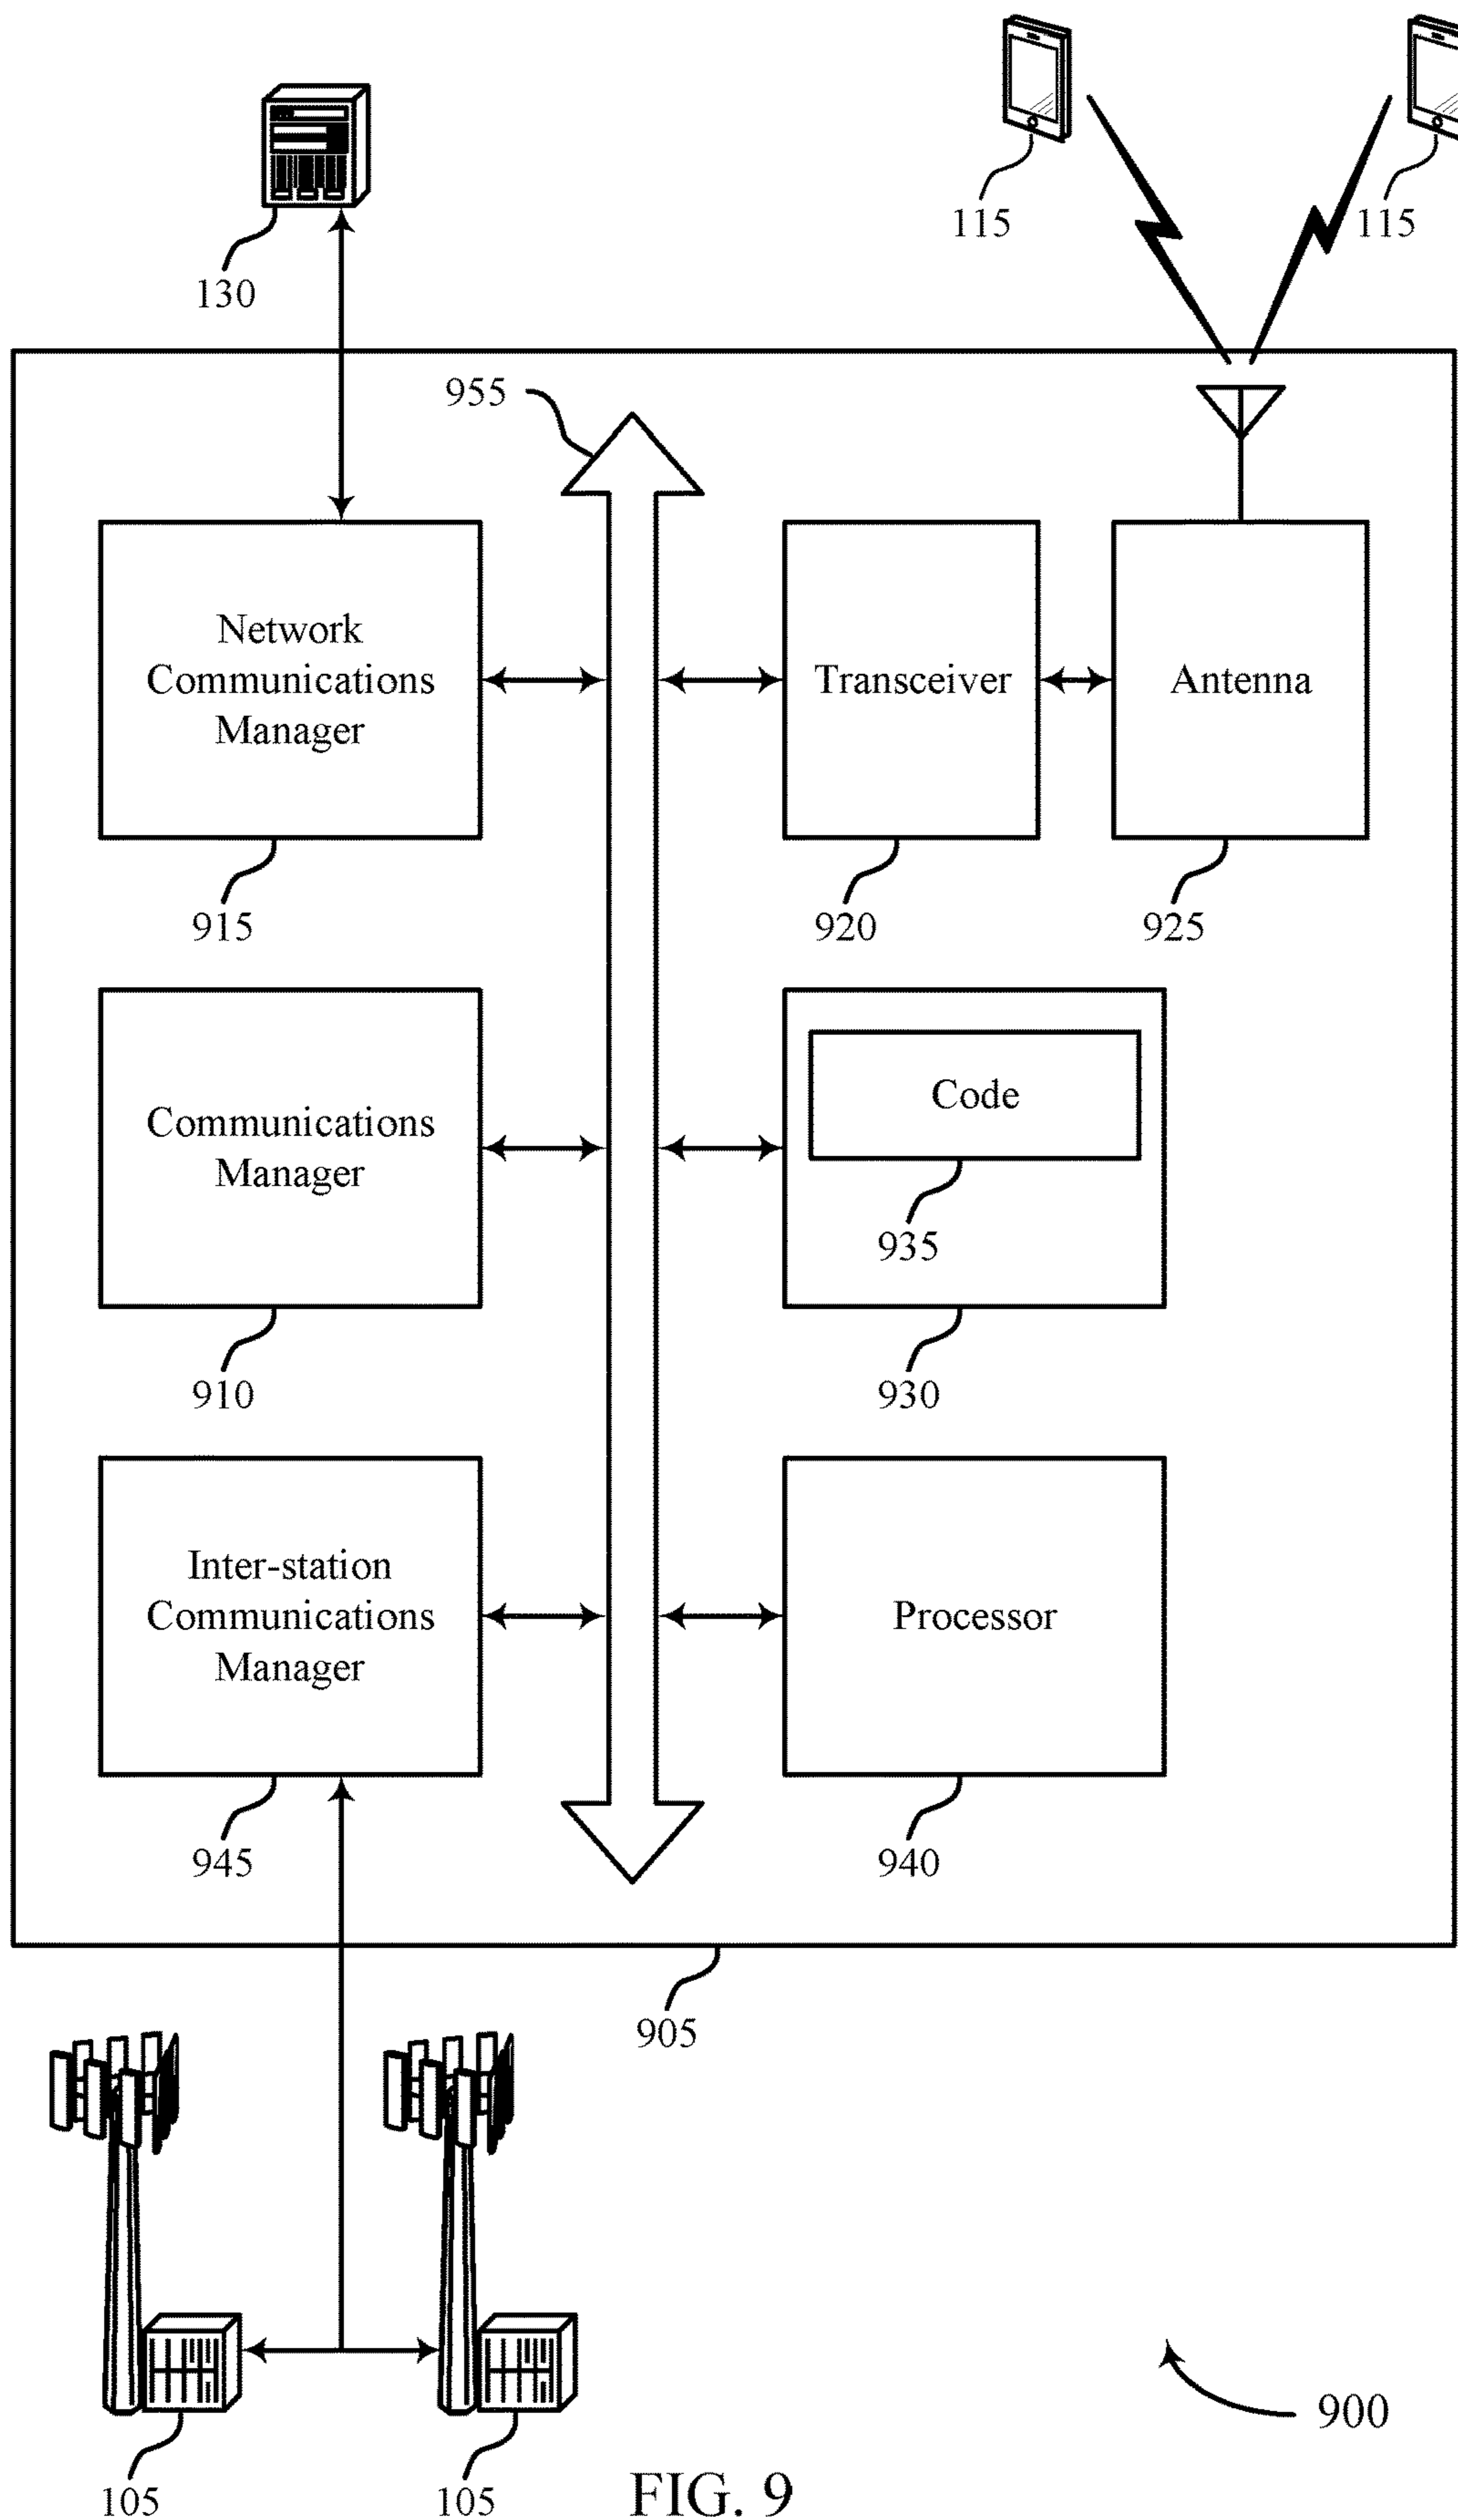 115
115
130
955
Network
Communications
Manager
Transceiver
Antenna
915
920
925
Code
Communications
Manager
935
910
930
Inter-station
Communications
Manager
Processor
945
940
905
900
105
105
FIG. 9